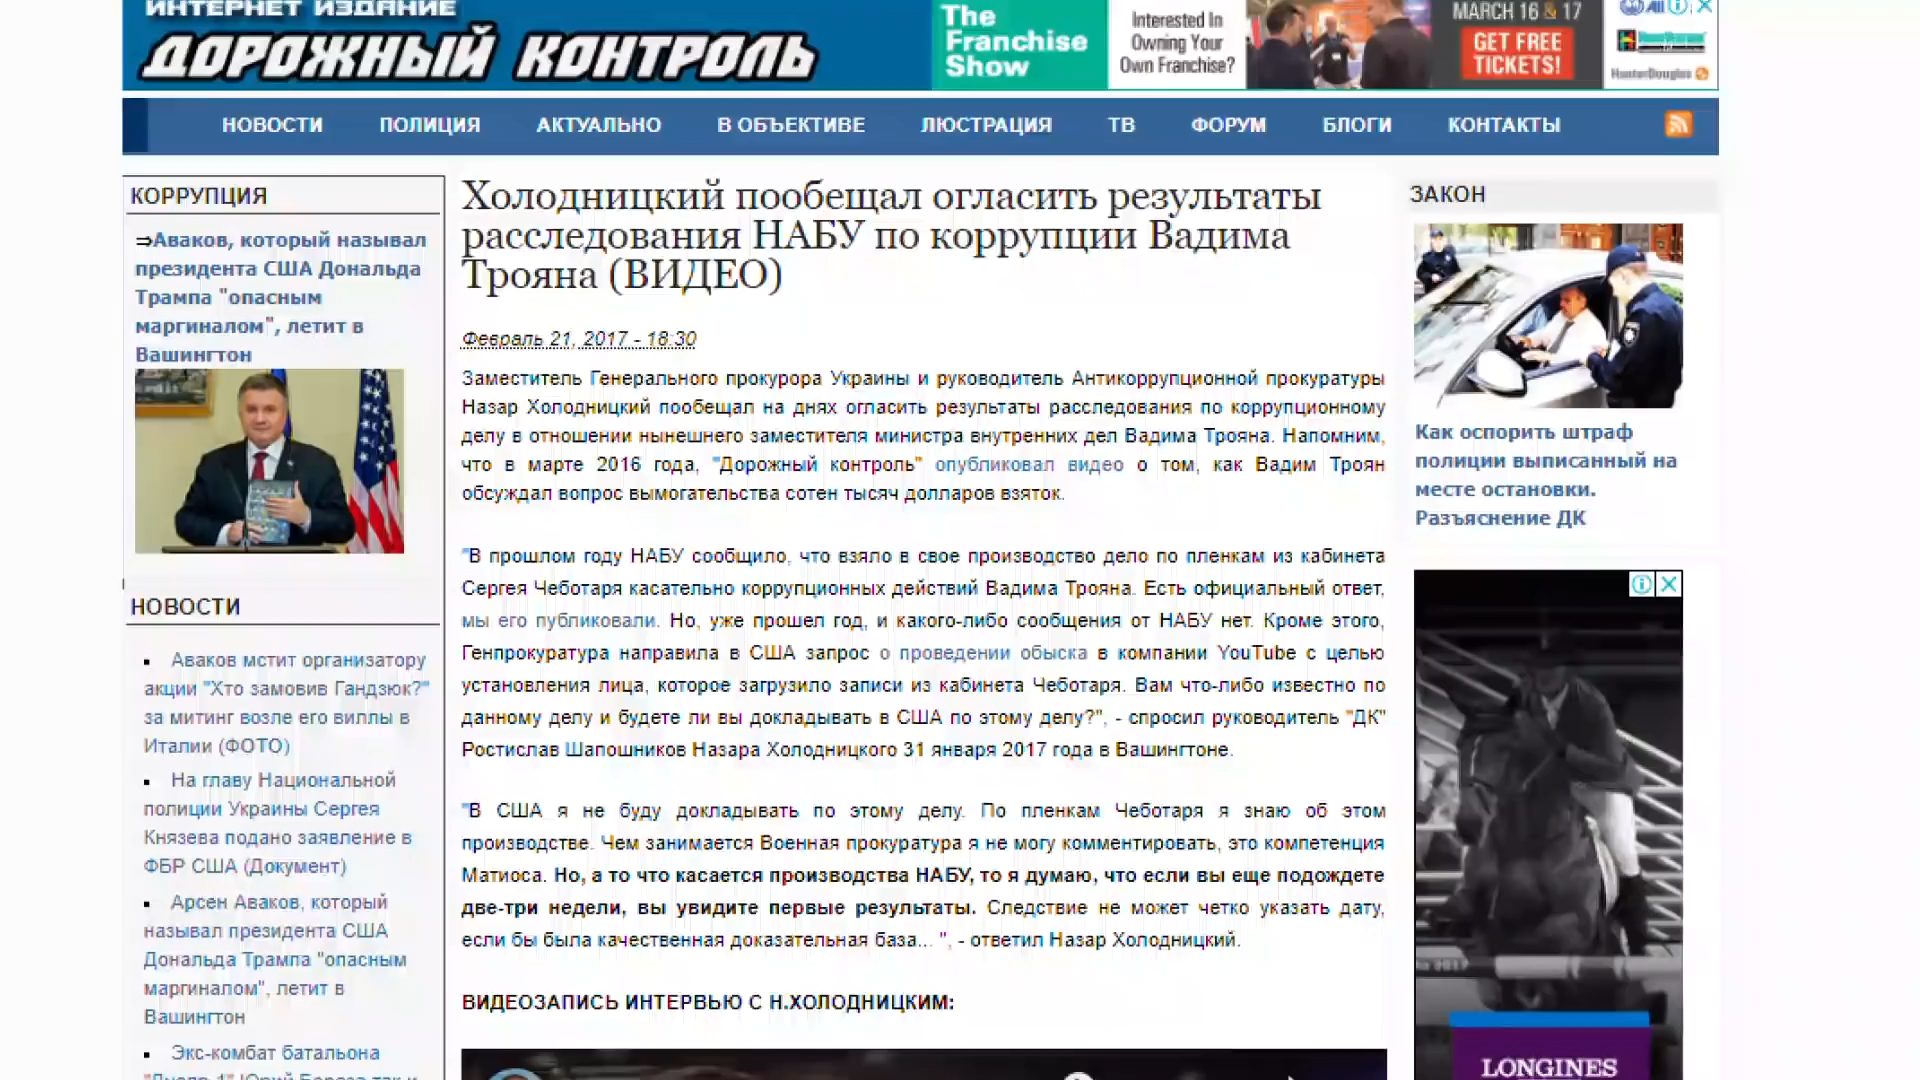 ИНТЕРНЕТ ИЗДАНИЕ
ДОРОЖНЫЙ КОНТРОЛЬ
The
Franchise
Show
Interested In
Owning Your
Own Franchise?
MARCH 16 & 17
GET FREE
TICKETS!
HunterDouglas
НОВОСТИ ПОЛИЦИЯ АКТУАЛЬНО В ОБЪЕКТИВЕ ЛЮСТРАЦИЯ ТВ ФОРУМ БЛОГИ КОНТАКТЫ
КОРРУПЦИЯ
⇒Аваков, который называл
президента США Дональда
Трампа "опасным
маргиналом", летит в
Вашингтон
НОВОСТИ
Аваков мстит организатору
акции "Хто замовив Гандзюк?"
за митинг возле его виллы в
Италии (ФОТО)
На главу Национальной
полиции Украины Сергея
Князева подано заявление в
ФБР США (Документ)
Арсен Аваков, который
называл президента США
Дональда Трампа "опасным
маргиналом", летит в
Вашингтон
Экс-комбат батальона
Холодницкий пообещал огласить результаты
расследования НАБУ по коррупции Вадима
Трояна (ВИДЕО)
Февраль 21, 2017 - 18:30
Заместитель Генерального прокурора Украины и руководитель Антикоррупционной прокуратуры
Назар Холодницкий пообещал на днях огласить результаты расследования по коррупционному
делу в отношении нынешнего заместителя министра внутренних дел Вадима Трояна. Напомним,
что в марте 2016 года, "Дорожный контроль" опубликовал видео о том, как Вадим Троян
обсуждал вопрос вымогательства сотен тысяч долларов взяток.
"В прошлом году НАБУ сообщило, что взяло в свое производство дело по пленкам из кабинета
Сергея Чеботаря касательно коррупционных действий Вадима Трояна. Есть официальный ответ,
мы его публиковали. Но, уже прошел год, и какого-либо сообщения от НАБУ нет. Кроме этого,
Генпрокуратура направила в США запрос о проведении обыска в компании YouTube с целью
установления лица, которое загрузило записи из кабинета Чеботаря. Вам что-либо известно по
данному делу и будете ли вы докладывать в США по этому делу?", - спросил руководитель "ДК"
Ростислав Шапошников Назара Холодницкого 31 января 2017 года в Вашингтоне.
"В США я не буду докладывать по этому делу. По пленкам Чеботаря я знаю об этом
производстве. Чем занимается Военная прокуратура я не могу комментировать, это компетенция
Матиоса. Но, а то что касается производства НАБУ, то я думаю, что если вы еще подождете
две-три недели, вы увидите первые результаты. Следствие не может четко указать дату,
если бы была качественная доказательная база... ", - ответил Назар Холодницкий.
ВИДЕОЗАПИСЬ ИНТЕРВЬЮ С Н.ХОЛОДНИЦКИМ:
ЗАКОН
Как оспорить штраф
полиции выписанный на
месте остановки.
Разъяснение ДК
LONGINES